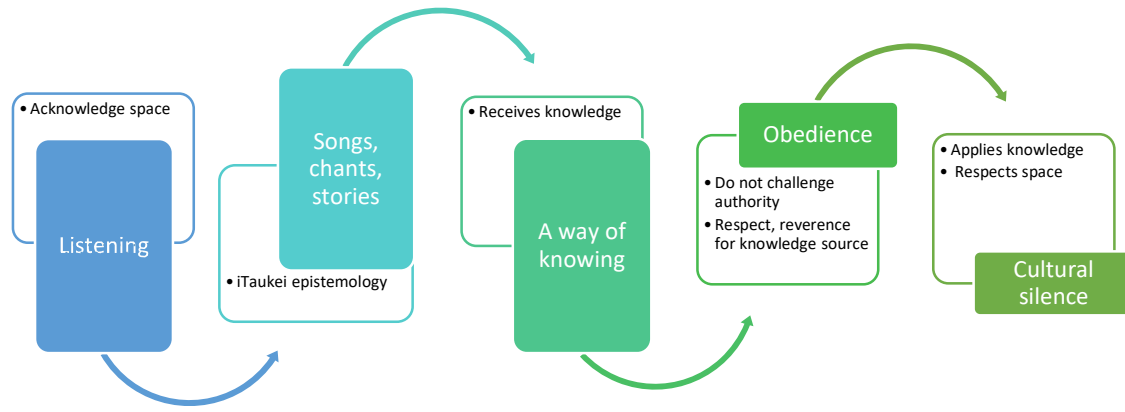 • Acknowledge space
Listening
Songs,
chants,
stories
• iTaukei epistemology
• Receives knowledge
A way of
knowing
Obedience
• Do not challenge
authority
• Respect, reverence
for knowledge source
• Applies knowledge
• Respects space
Cultural
silence